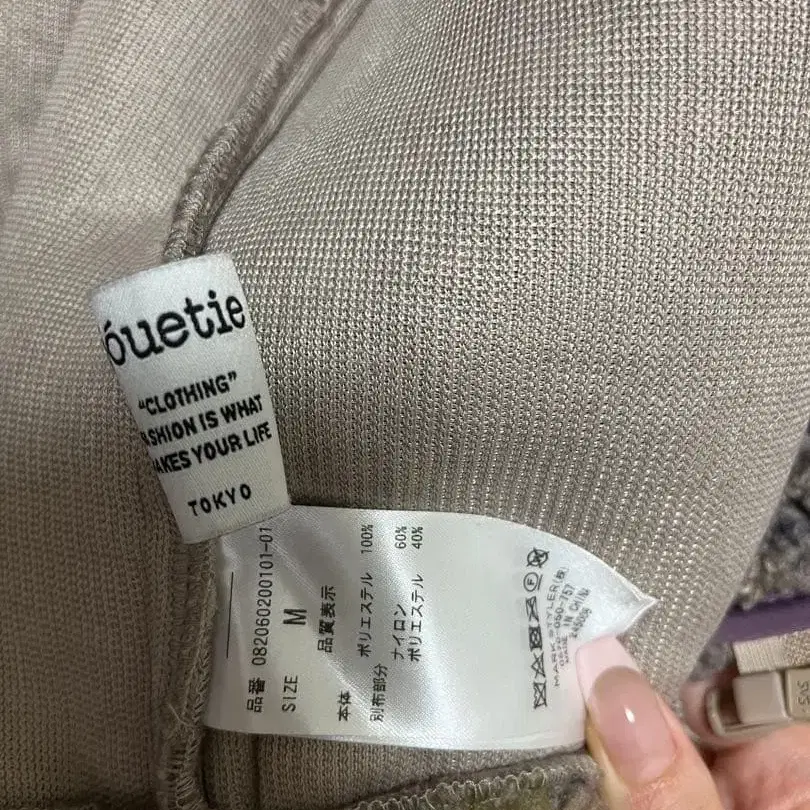 óuetie
“CLOTHING”
SHION IS WHAT
AKES YOUR LIFE
TOKYO
品番 082060200101-01
SIZE M
品質表示
本体 ポリエステル 100%
別布部分 ナイロン 60%
ポリエステル 40%
MARK STYLER(株)
MADE IN CHINA